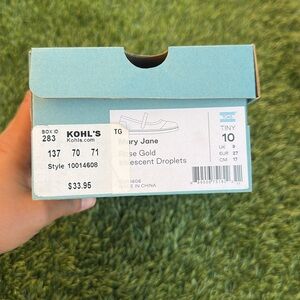 BOX ID
283
KOHL'S
Kohls.com
TG
137 70 71
Style 10014608
$33.95
Mary Jane
Rose Gold
Iridescent Droplets
MADE IN CHINA
TINY
10
UK 9
EUR 27
CM 17